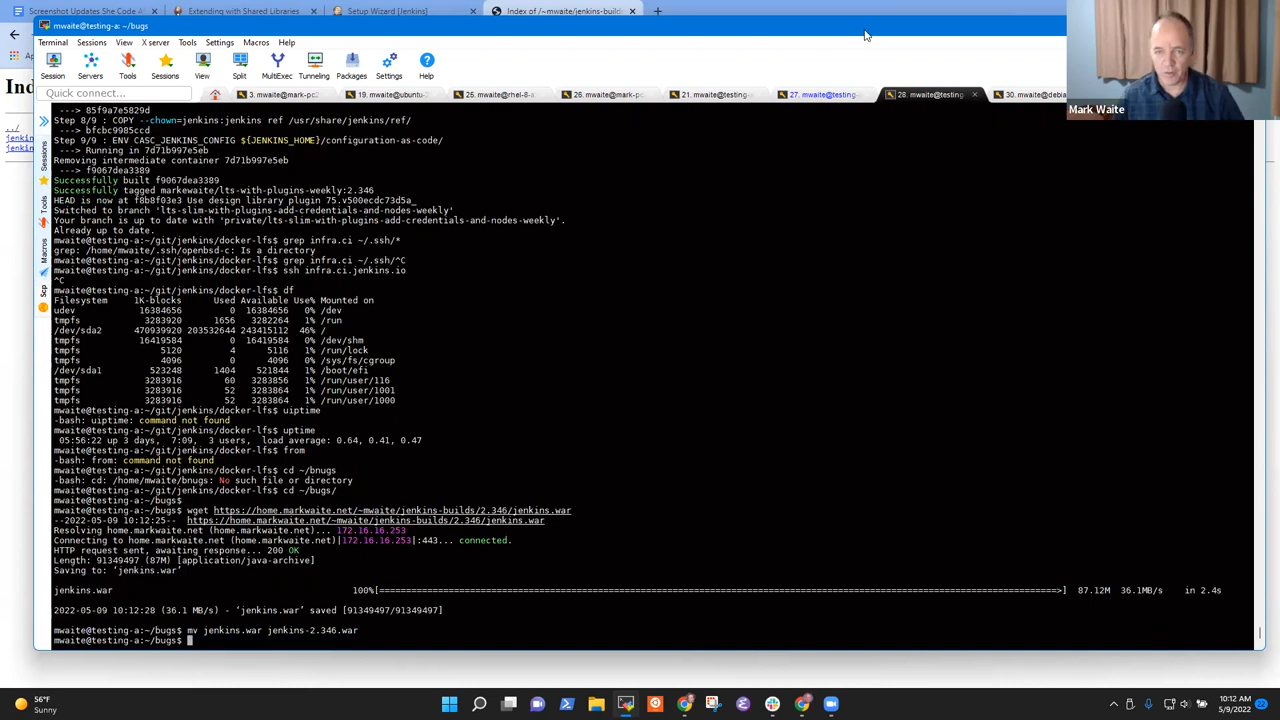 Screenshot Updates She Code A
Extending with Shared Libraries
Setup Wizard [Jenkins]
Index of /~mwaite/jenkins-builds
mwaite@testing-a: ~/bugs
Terminal Sessions View X server Tools Settings Macros Help
Session Servers Tools Sessions View Split MultiExec Tunneling Packages Settings Help
Quick connect...
3. mwaite@mark-pc2
19. mwaite@ubuntu-
25. mwaite@rhel-8-
26. mwaite@mark-pc
21. mwaite@testing-
27. mwaite@testing-
28. mwaite@testing
30. mwaite@debia
Mark Waite
Ind
../
jenkin
jenkin
Sessions
Tools
Macros
Scp
---> 85f9a7e5829d
Step 8/9 : COPY --chown=jenkins:jenkins ref /usr/share/jenkins/ref/
---> bfcbc9985ccd
Step 9/9 : ENV CASC_JENKINS_CONFIG ${JENKINS_HOME}/configuration-as-code/
---> Running in 7d71b997e5eb
Removing intermediate container 7d71b997e5eb
---> f9067dea3389
Successfully built f9067dea3389
Successfully tagged markewaite/lts-with-plugins-weekly:2.346
HEAD is now at f8b8f03e3 Use design library plugin 75.v500ecdc73d5a_
Switched to branch 'lts-slim-with-plugins-add-credentials-and-nodes-weekly'
Your branch is up to date with 'private/lts-slim-with-plugins-add-credentials-and-nodes-weekly'.
Already up to date.
mwaite@testing-a:~/git/jenkins/docker-lfs$ grep infra.ci ~/.ssh/*
grep: /home/mwaite/.ssh/openbsd-c: Is a directory
mwaite@testing-a:~/git/jenkins/docker-lfs$ grep infra.ci ~/.ssh/^C
mwaite@testing-a:~/git/jenkins/docker-lfs$ ssh infra.ci.jenkins.io
^C
mwaite@testing-a:~/git/jenkins/docker-lfs$ df
Filesystem 1K-blocks Used Available Use% Mounted on
udev 16384656 0 16384656 0% /dev
tmpfs 3283920 1656 3282264 1% /run
/dev/sda2 470939920 203532644 243415112 46% /
tmpfs 16419584 0 16419584 0% /dev/shm
tmpfs 5120 4 5116 1% /run/lock
tmpfs 4096 0 4096 0% /sys/fs/cgroup
/dev/sda1 523248 1404 521844 1% /boot/efi
tmpfs 3283916 60 3283856 1% /run/user/116
tmpfs 3283916 52 3283864 1% /run/user/1001
tmpfs 3283916 52 3283864 1% /run/user/1000
mwaite@testing-a:~/git/jenkins/docker-lfs$ uiptime
-bash: uiptime: command not found
mwaite@testing-a:~/git/jenkins/docker-lfs$ uptime
05:56:22 up 3 days, 7:09, 3 users, load average: 0.64, 0.41, 0.47
mwaite@testing-a:~/git/jenkins/docker-lfs$ from
-bash: from: command not found
mwaite@testing-a:~/git/jenkins/docker-lfs$ cd ~/bnugs
-bash: cd: /home/mwaite/bnugs: No such file or directory
mwaite@testing-a:~/git/jenkins/docker-lfs$ cd ~/bugs/
mwaite@testing-a:~/bugs$
mwaite@testing-a:~/bugs$ wget https://home.markwaite.net/~mwaite/jenkins-builds/2.346/jenkins.war
--2022-05-09 10:12:25-- https://home.markwaite.net/~mwaite/jenkins-builds/2.346/jenkins.war
Resolving home.markwaite.net (home.markwaite.net)... 172.16.16.253
Connecting to home.markwaite.net (home.markwaite.net)|172.16.16.253|:443... connected.
HTTP request sent, awaiting response... 200 OK
Length: 91349497 (87M) [application/java-archive]
Saving to: ‘jenkins.war’
jenkins.war 100%[===================================================>] 87.12M 36.1MB/s in 2.4s
2022-05-09 10:12:28 (36.1 MB/s) - ‘jenkins.war’ saved [91349497/91349497]
mwaite@testing-a:~/bugs$ mv jenkins.war jenkins-2.346.war
mwaite@testing-a:~/bugs$
56°F
Sunny
10:12 AM
5/9/2022
22